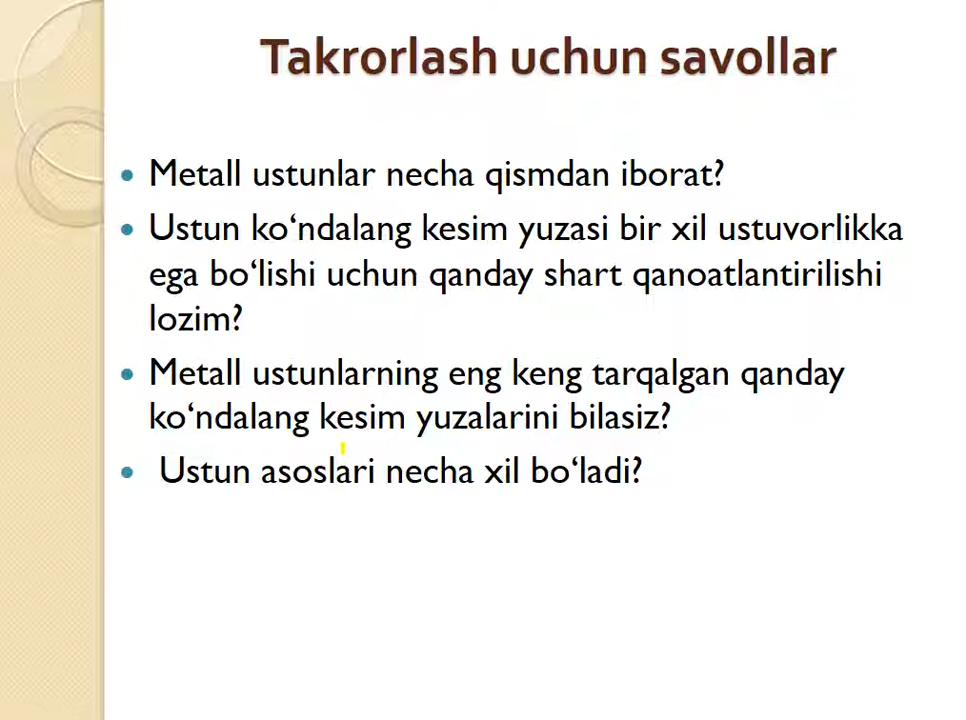 Takrorlash uchun savollar
• Metall ustunlar necha qismdan iborat?
• Ustun ko‘ndalang kesim yuzasi bir xil ustuvorlikka
ega bo‘lishi uchun qanday shart qanoatlantirilishi
lozim?
• Metall ustunlarning eng keng tarqalgan qanday
ko‘ndalang kesim yuzalarini bilasiz?
• Ustun asoslari necha xil bo‘ladi?